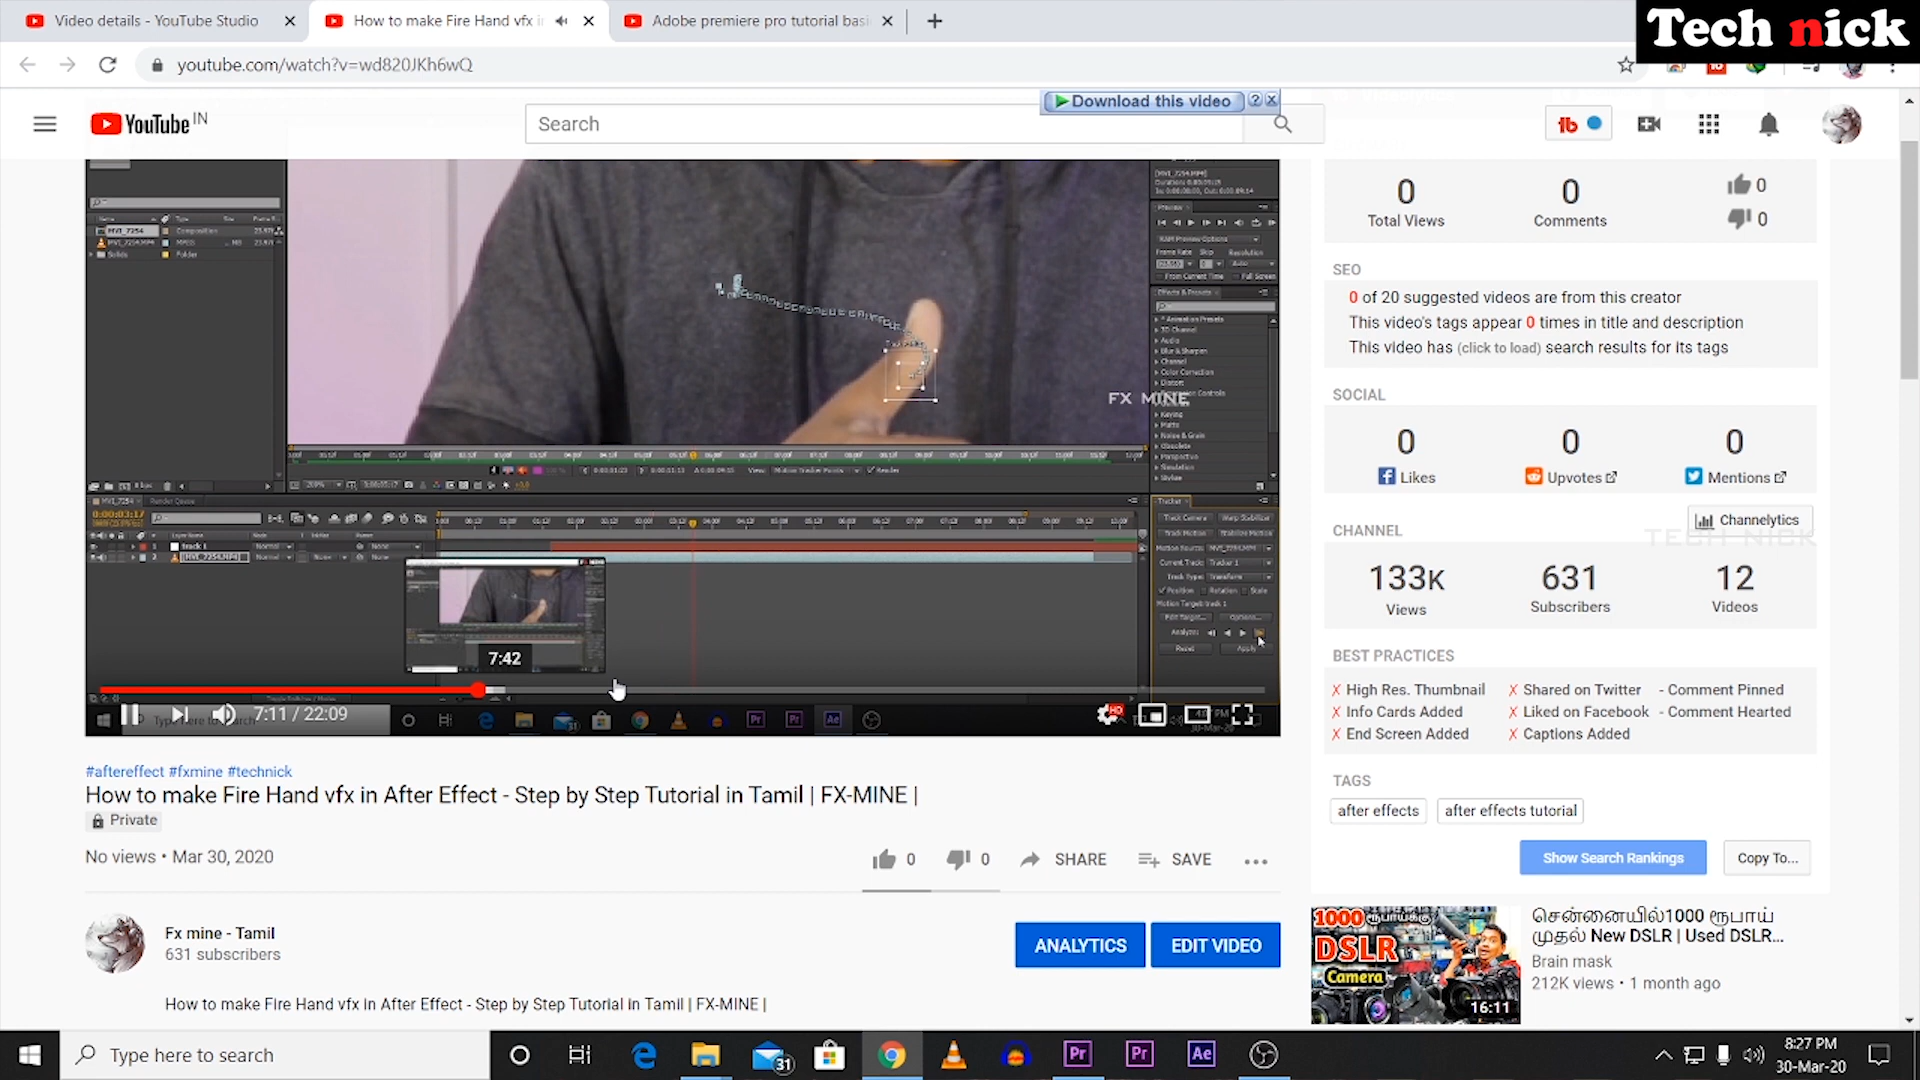 Video details - YouTube Studio
How to make Fire Hand vfx i
Adobe premiere pro tutorial basi
Tech nick
youtube.com/watch?v=wd820JKh6wQ
Download this video
YouTube IN
Search
0
Total Views
0
Comments
0
0
SEO
0 of 20 suggested videos are from this creator
This video's tags appear 0 times in title and description
This video has (click to load) search results for its tags
SOCIAL
0
Likes
0
Upvotes
0
Mentions
CHANNEL
Channelytics
TECH NICK
133K
Views
631
Subscribers
12
Videos
BEST PRACTICES
X High Res. Thumbnail
X Shared on Twitter
- Comment Pinned
X Info Cards Added
X Liked on Facebook
- Comment Hearted
X End Screen Added
X Captions Added
TAGS
after effects
after effects tutorial
Show Search Rankings
Copy To...
FX MINE
7:42
7:11 / 22:09
HD
#aftereffect #fxmine #technick
How to make Fire Hand vfx in After Effect - Step by Step Tutorial in Tamil | FX-MINE |
Private
No views • Mar 30, 2020
0
0
SHARE
SAVE
Fx mine - Tamil
631 subscribers
ANALYTICS
EDIT VIDEO
How to make Fire Hand vfx in After Effect - Step by Step Tutorial in Tamil | FX-MINE |
1000 ரூபாய்க்கு
DSLR
Camera
16:11
சென்னையில்1000 ரூபாய்
முதல் New DSLR | Used DSLR...
Brain mask
212K views • 1 month ago
Type here to search
31
Pr
Pr
Ae
8:27 PM
30-Mar-20